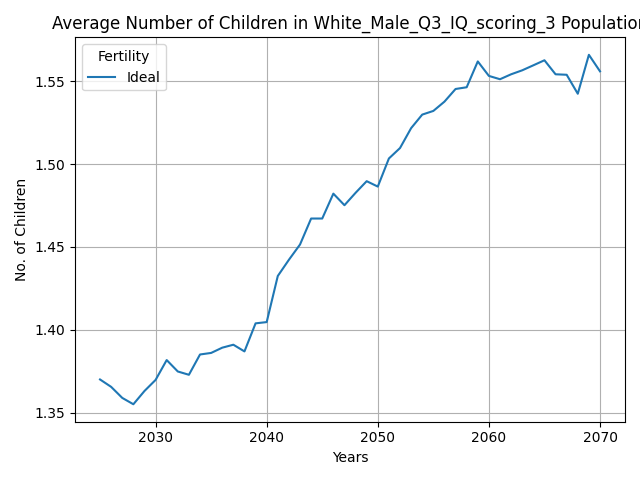 Average Number of Children in White_Male_Q3_IQ_scoring_3 Population
Fertility
Ideal
No. of Children
1.55
1.50
1.45
1.40
1.35
2030 2040 2050 2060 2070
Years